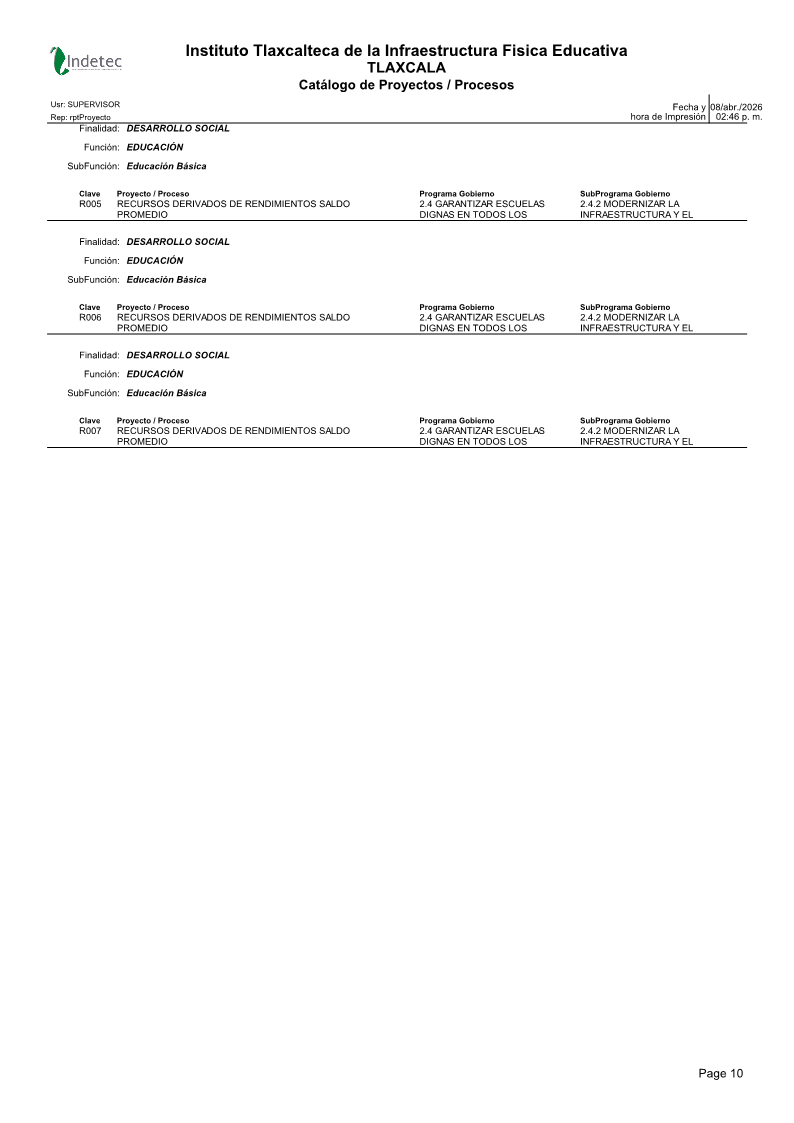 Indetec
Instituto Tlaxcalteca de la Infraestructura Fisica Educativa
TLAXCALA
Catálogo de Proyectos / Procesos
Usr: SUPERVISOR
Rep: rptProyecto
Fecha y 08/abr./2026
hora de Impresión 02:46 p. m.
Finalidad: DESARROLLO SOCIAL
Función: EDUCACIÓN
SubFunción: Educación Básica
Clave Proyecto / Proceso Programa Gobierno SubPrograma Gobierno
R005 RECURSOS DERIVADOS DE RENDIMIENTOS SALDO 2.4 GARANTIZAR ESCUELAS 2.4.2 MODERNIZAR LA
PROMEDIO DIGNAS EN TODOS LOS INFRAESTRUCTURA Y EL
Finalidad: DESARROLLO SOCIAL
Función: EDUCACIÓN
SubFunción: Educación Básica
Clave Proyecto / Proceso Programa Gobierno SubPrograma Gobierno
R006 RECURSOS DERIVADOS DE RENDIMIENTOS SALDO 2.4 GARANTIZAR ESCUELAS 2.4.2 MODERNIZAR LA
PROMEDIO DIGNAS EN TODOS LOS INFRAESTRUCTURA Y EL
Finalidad: DESARROLLO SOCIAL
Función: EDUCACIÓN
SubFunción: Educación Básica
Clave Proyecto / Proceso Programa Gobierno SubPrograma Gobierno
R007 RECURSOS DERIVADOS DE RENDIMIENTOS SALDO 2.4 GARANTIZAR ESCUELAS 2.4.2 MODERNIZAR LA
PROMEDIO DIGNAS EN TODOS LOS INFRAESTRUCTURA Y EL
Page 10